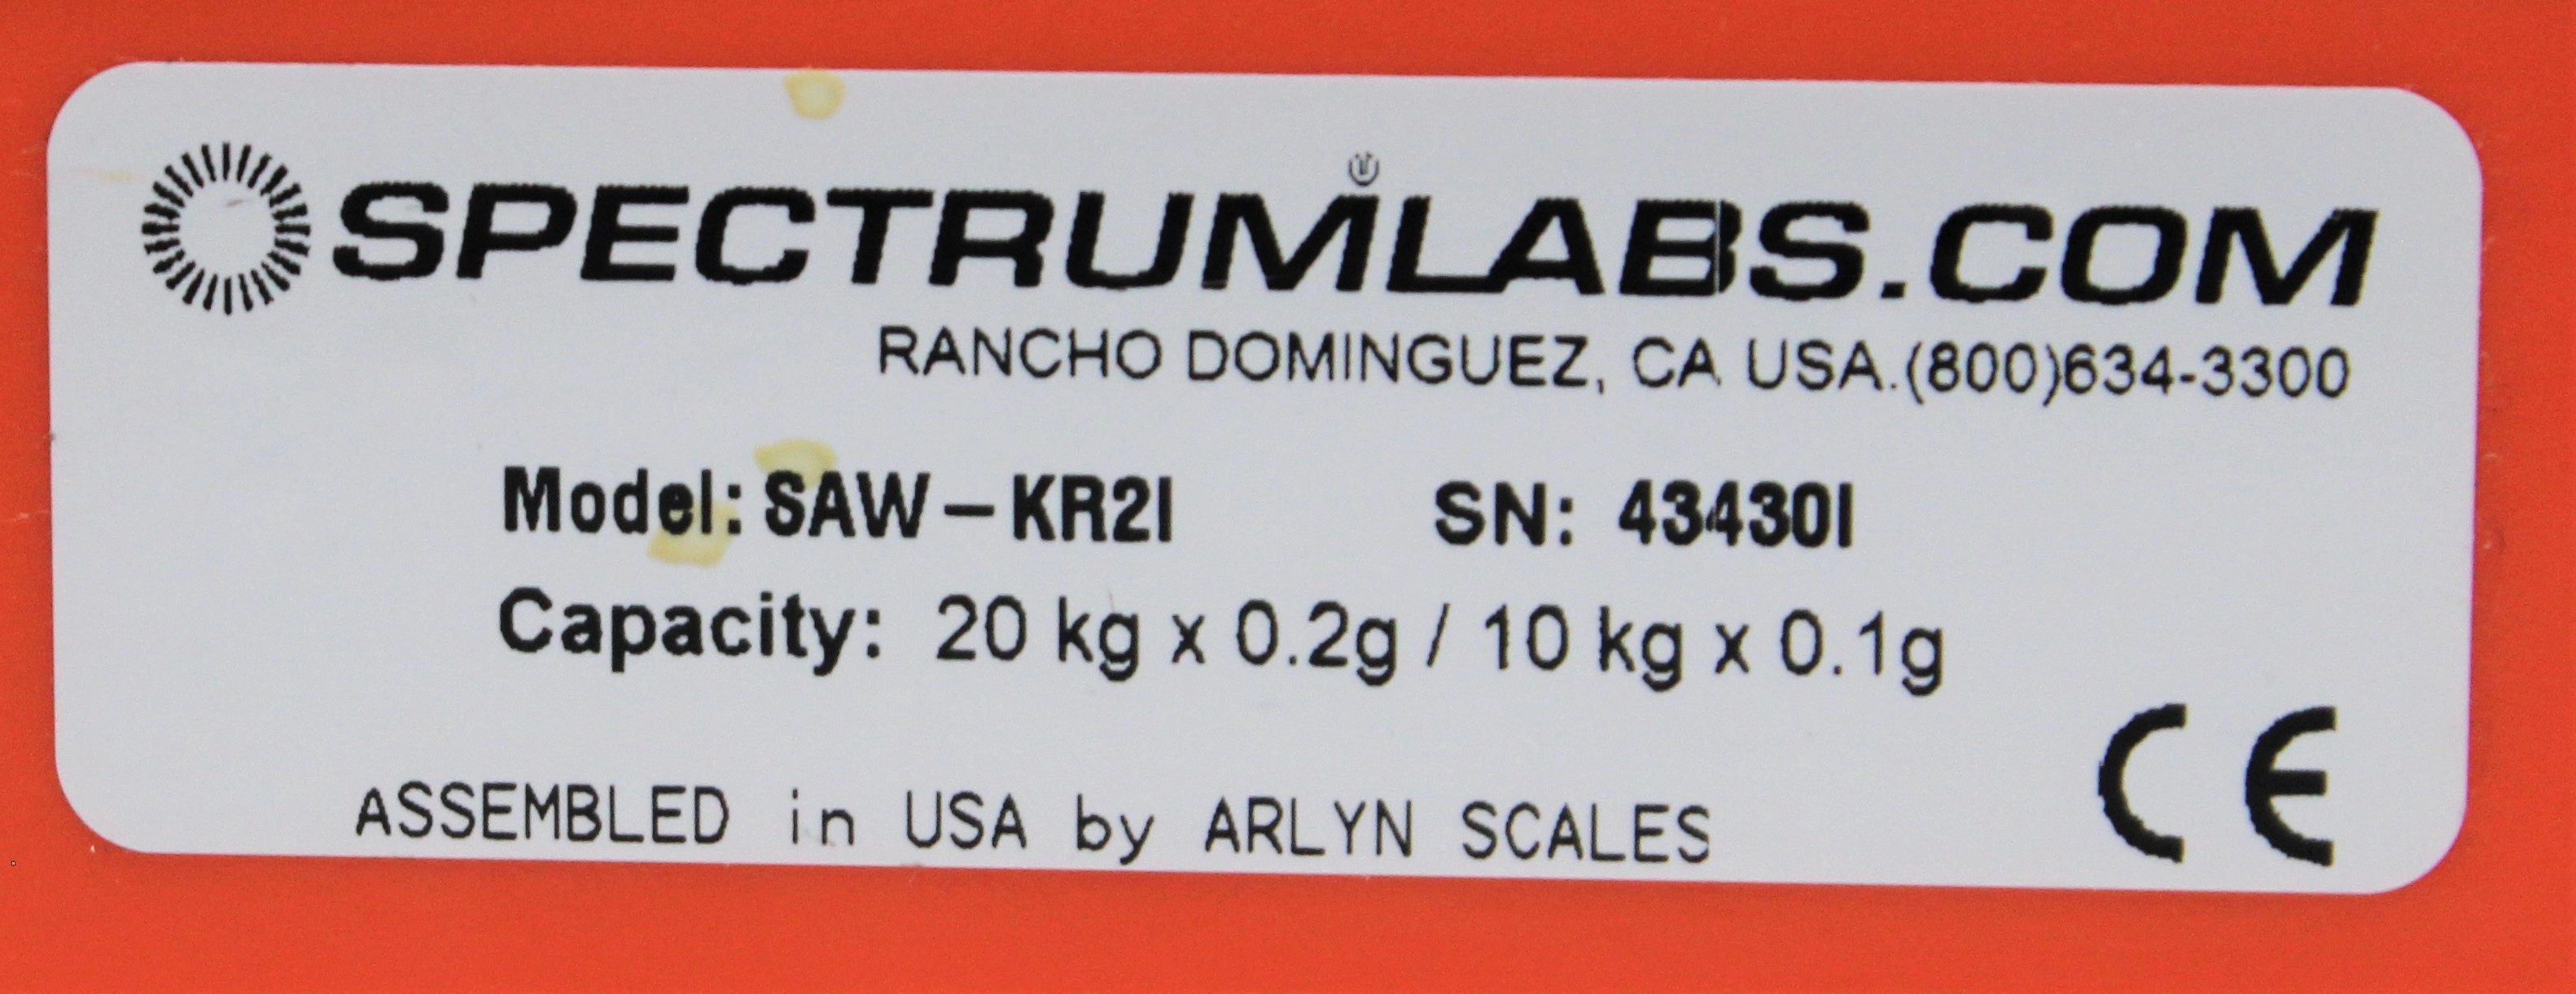 SPECTRUMLABS.COM
RANCHO DOMINGUEZ, CA USA.(800)634-3300
Model: SAW-KR2I SN: 434301
Capacity: 20 kg x 0.2g / 10 kg x 0.1g
ASSEMBLED in USA by ARLYN SCALES
CE